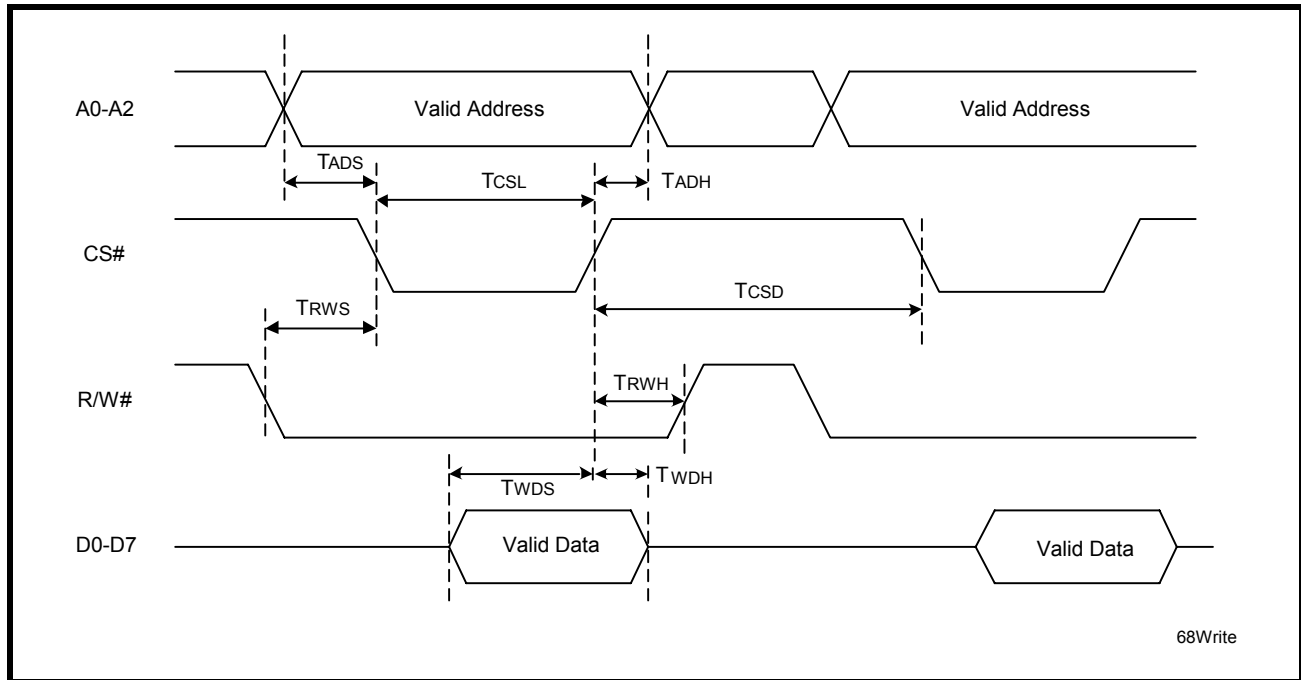 A0-A2
Valid Address
Valid Address
TADS
TCSL
TADH
CS#
TCSD
TRWS
TRWH
R/W#
TWDS
TWDH
D0-D7
Valid Data
Valid Data
68Write